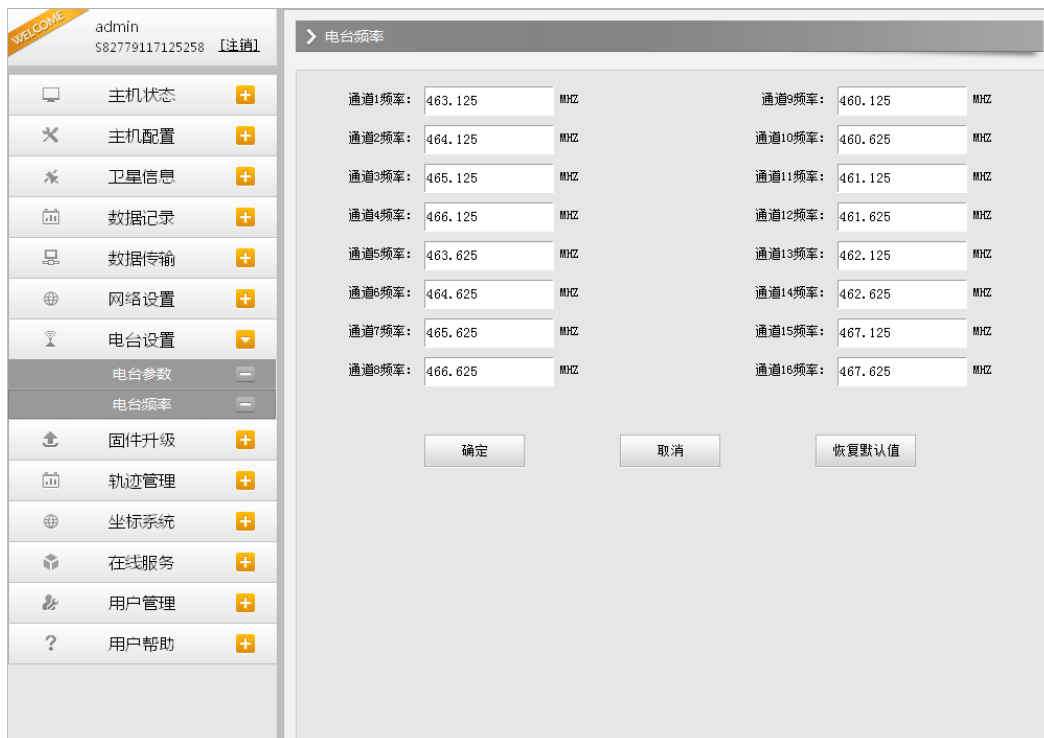 WELCOME
admin
S82779117125258 [注销]
主机状态
主机配置
卫星信息
数据记录
数据传输
网络设置
电台设置
电台参数
电台频率
固件升级
轨迹管理
坐标系统
在线服务
用户管理
用户帮助
电台频率
通道1频率: 463.125 MHZ
通道9频率: 460.125 MHZ
通道2频率: 464.125 MHZ
通道10频率: 460.625 MHZ
通道3频率: 465.125 MHZ
通道11频率: 461.125 MHZ
通道4频率: 466.125 MHZ
通道12频率: 461.625 MHZ
通道5频率: 463.625 MHZ
通道13频率: 462.125 MHZ
通道6频率: 464.625 MHZ
通道14频率: 462.625 MHZ
通道7频率: 465.625 MHZ
通道15频率: 467.125 MHZ
通道8频率: 466.625 MHZ
通道16频率: 467.625 MHZ
确定
取消
恢复默认值